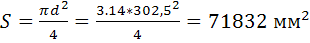 S = πd²/4 = 3.14*302,5²/4 = 71832 мм²